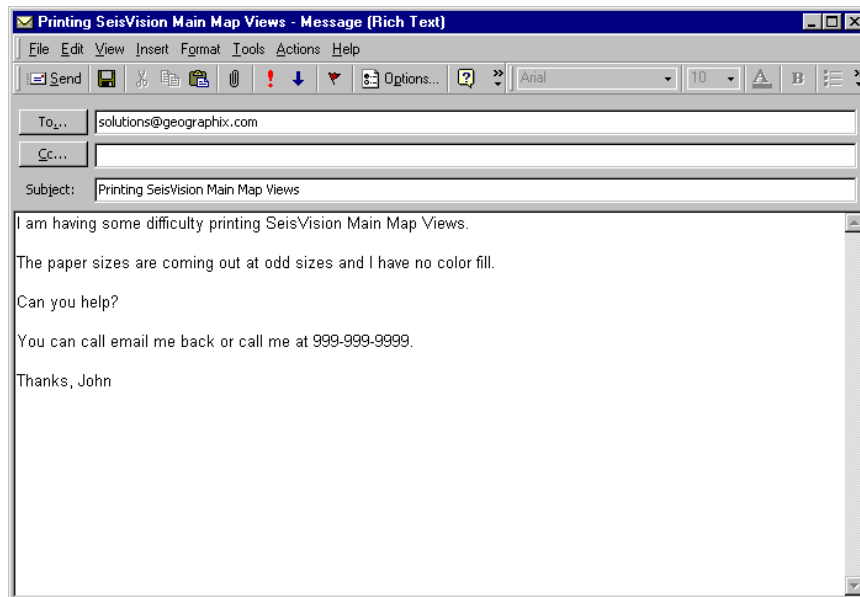 Printing SeisVision Main Map Views - Message (Rich Text)
File Edit View Insert Format Tools Actions Help
Send Options... Arial 10 A B
To... solutions@geographix.com
Cc...
Subject: Printing SeisVision Main Map Views
I am having some difficulty printing SeisVision Main Map Views.
The paper sizes are coming out at odd sizes and I have no color fill.
Can you help?
You can call email me back or call me at 999-999-9999.
Thanks, John